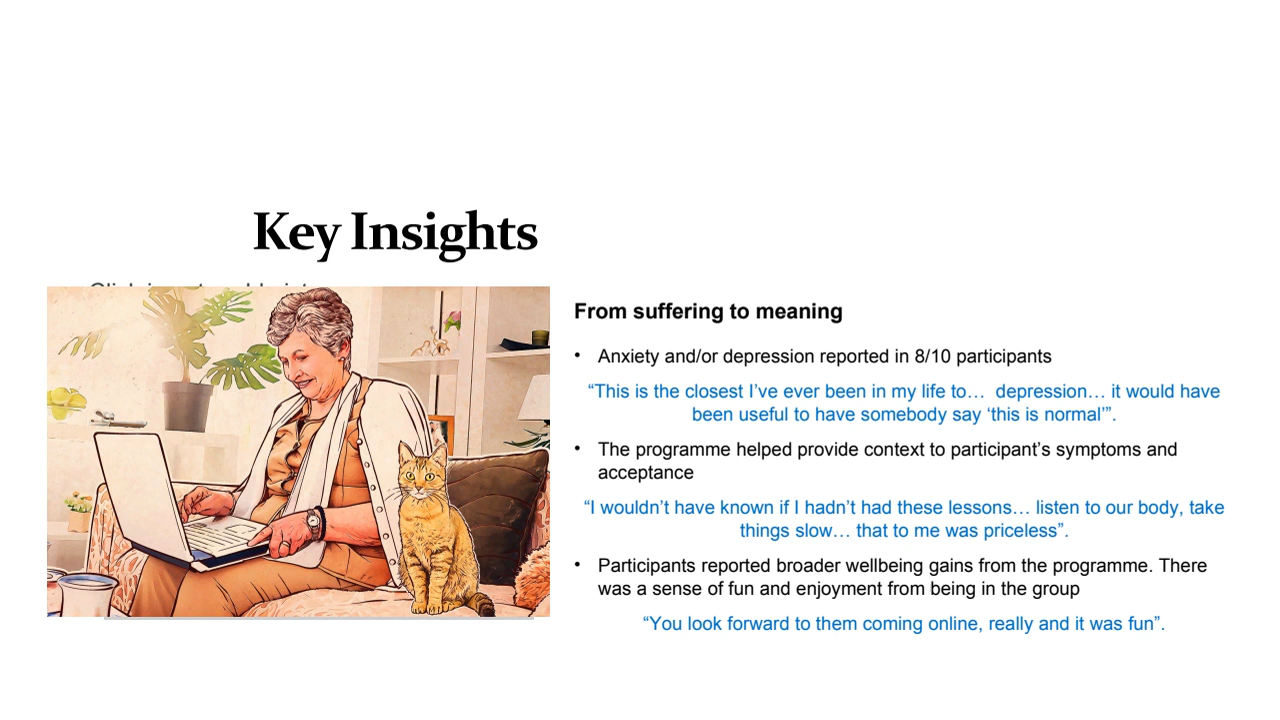 Key Insights
From suffering to meaning
• Anxiety and/or depression reported in 8/10 participants
“This is the closest I’ve ever been in my life to…  depression… it would have
been useful to have somebody say ‘this is normal’”.
• The programme helped provide context to participant’s symptoms and
acceptance
“I wouldn’t have known if I hadn’t had these lessons… listen to our body, take
things slow… that to me was priceless”.
• Participants reported broader wellbeing gains from the programme. There
was a sense of fun and enjoyment from being in the group
“You look forward to them coming online, really and it was fun”.